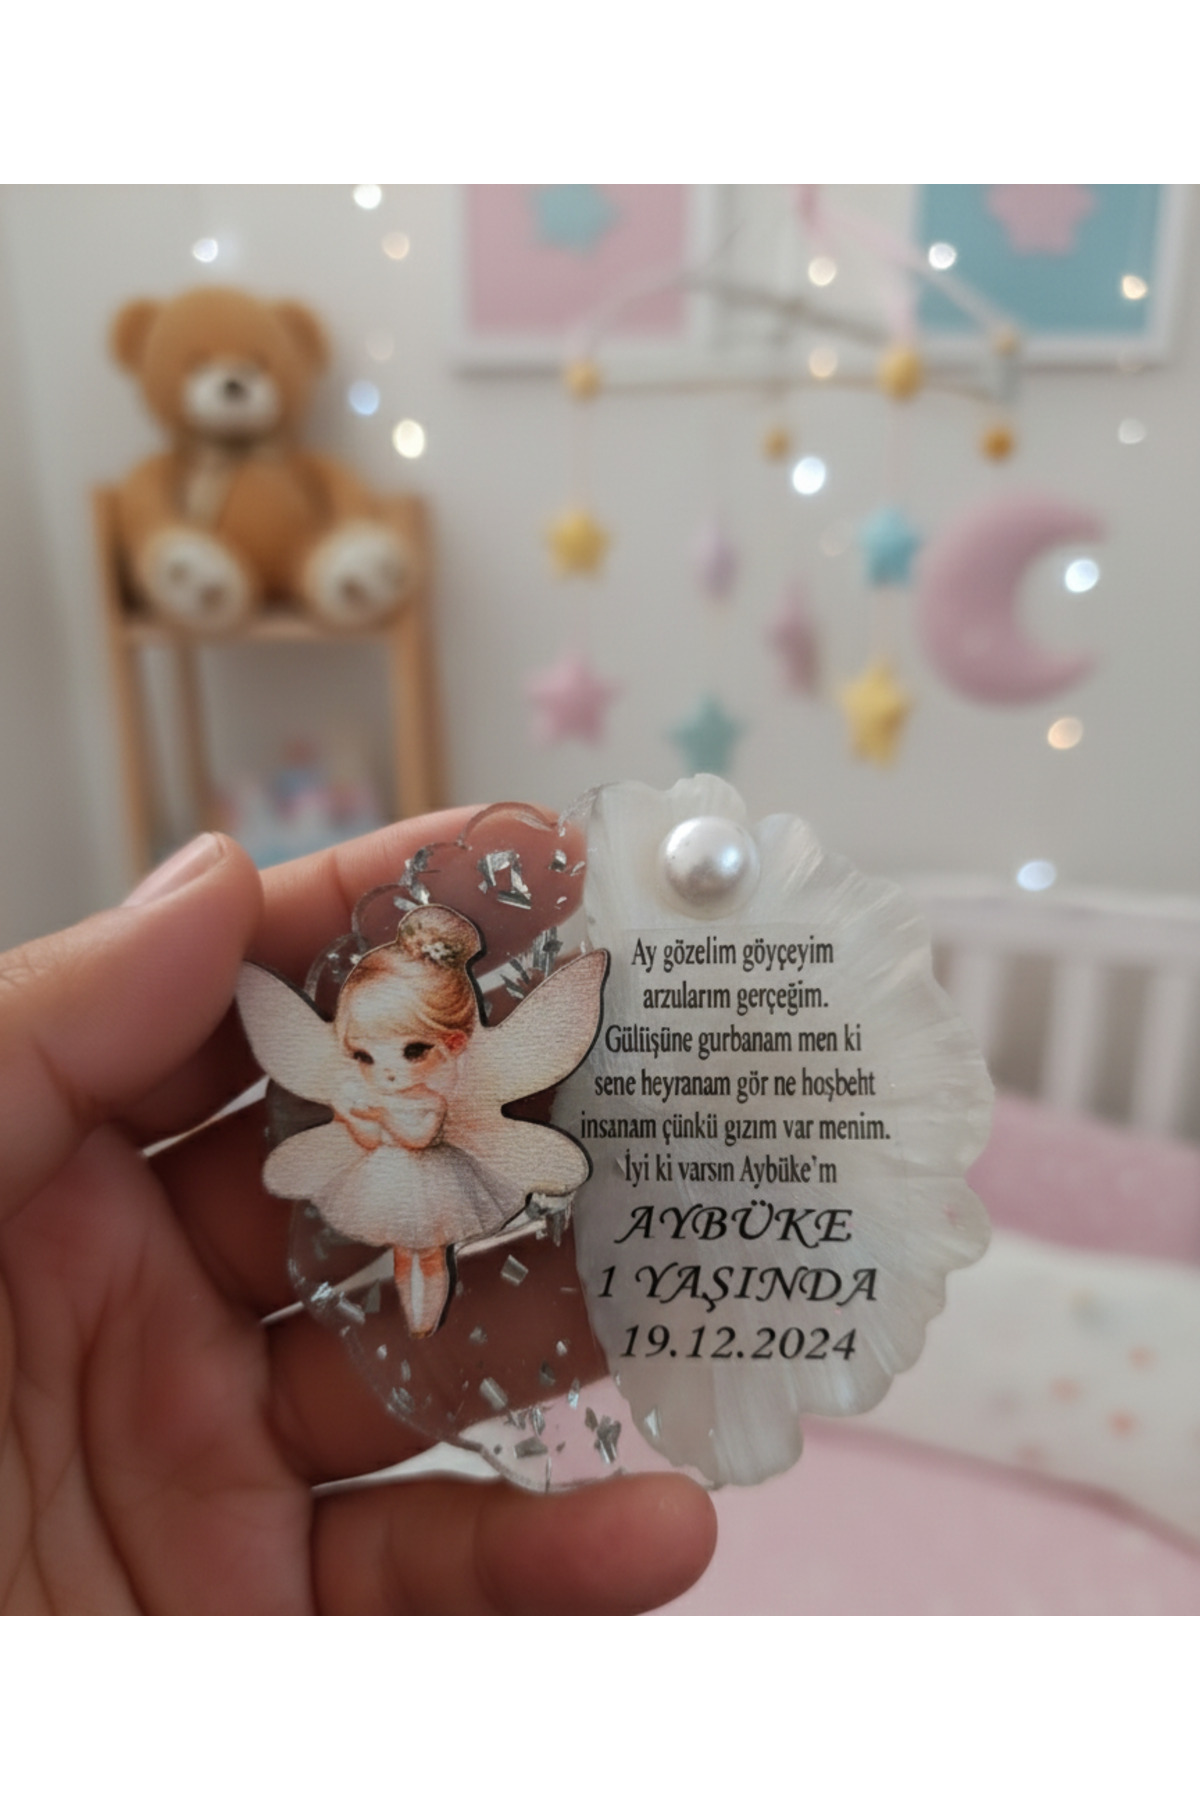 Ay gözelim göyçeyim
arzularım gerçeğim.
Güliişüne gurbanam men ki
sene heyranam gör ne hoşbeht
insanam çünkü gızım var menim.
İyi ki varsın Aybüke'm
AYBÜKE
1 YAŞINDA
19.12.2024